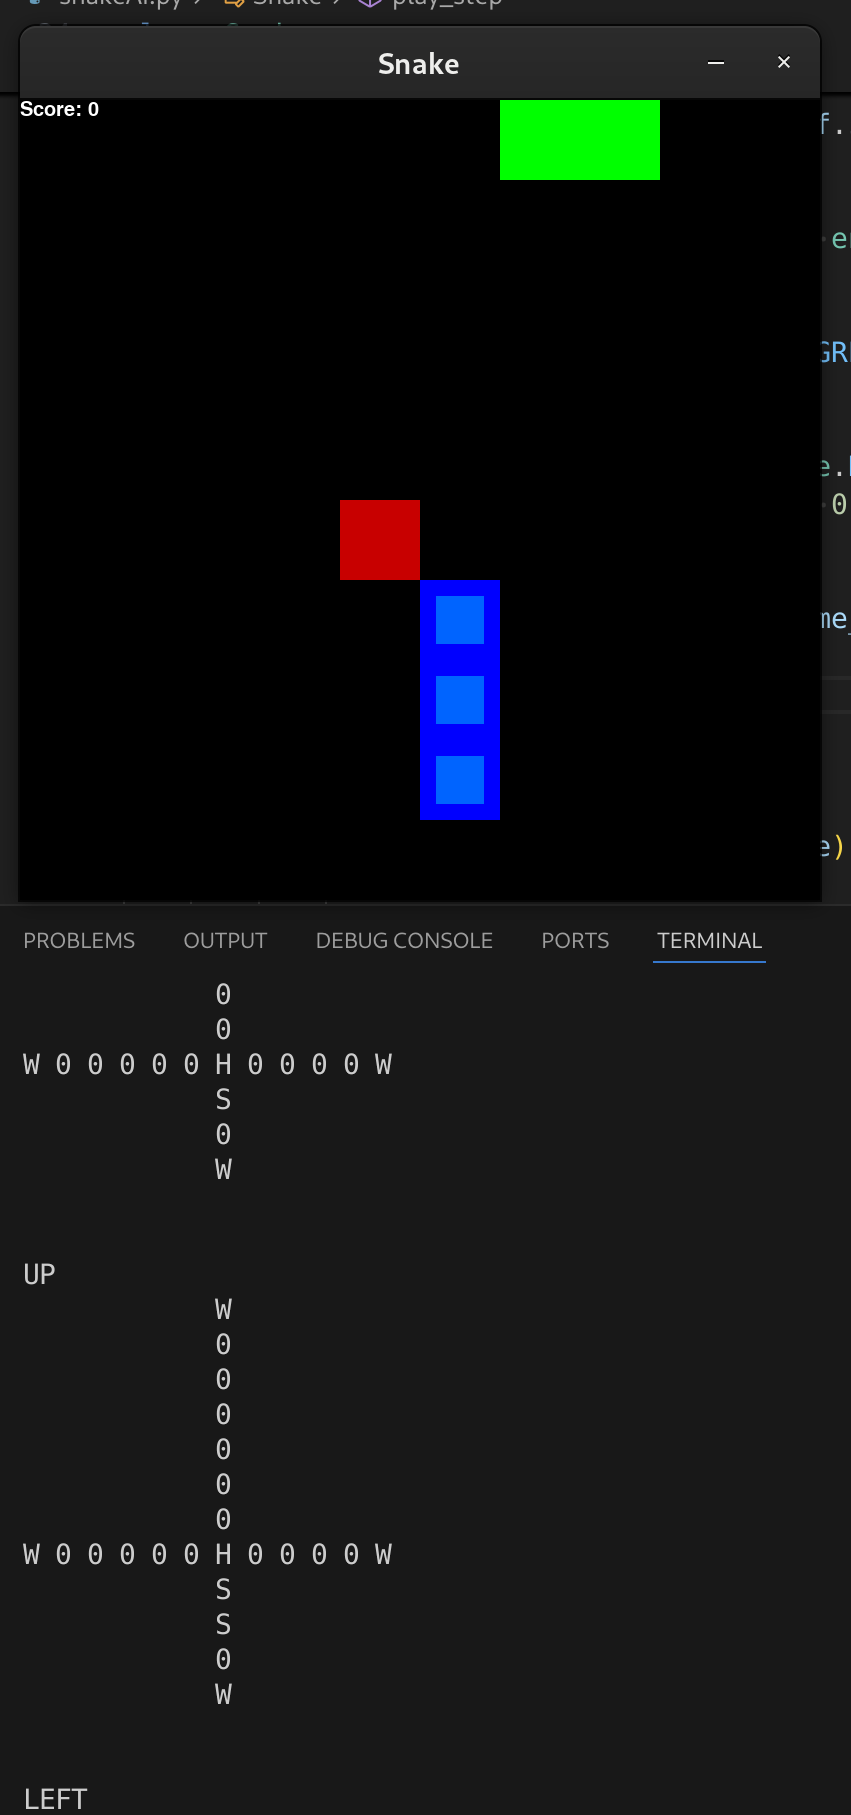 snakeAI.py > Snake > play_step
Snake
Score: 0
f.
e
GR
e.
0
me_
e)
PROBLEMS OUTPUT DEBUG CONSOLE PORTS TERMINAL
0
0
W 0 0 0 0 0 H 0 0 0 0 W
S
0
W
UP
W
0
0
0
0
0
0
W 0 0 0 0 0 H 0 0 0 0 W
S
S
0
W
LEFT